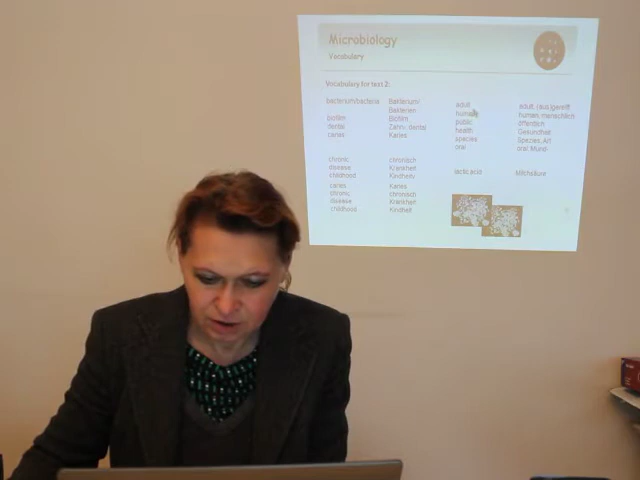 Microbiology
Vocabulary
Vocabulary for text 2:
bacterium/bacteria Bakterium/ adult adult, (aus)gereift
Bakterien human human, menschlich
biofilm Biofilm public öffentlich
dental Zahn-, dental health Gesundheit
caries Karies species Spezies, Art
oral oral, Mund-
chronic chronisch
disease Krankheit lactic acid Milchsäure
childhood Kindheit
caries Karies
chronic chronisch
disease Krankheit
childhood Kindheit